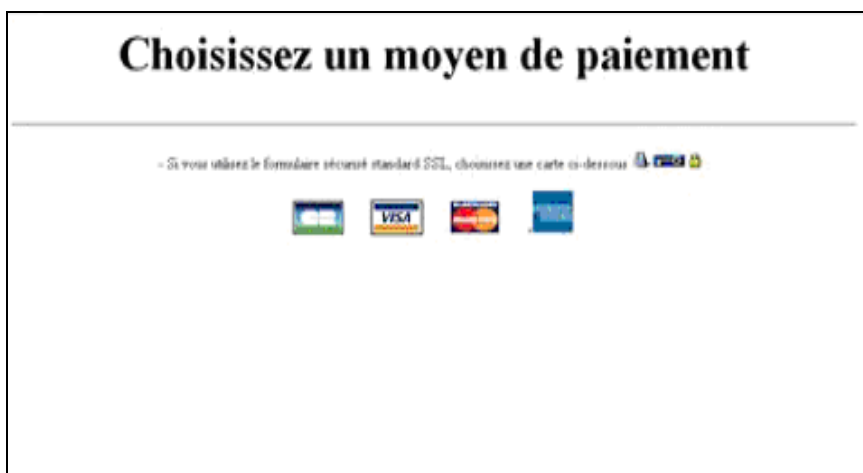 Choisissez un moyen de paiement
- Si vous utilisez le formulaire sécurisé standard SSL, choisissez une carte ci-dessous
CB VISA